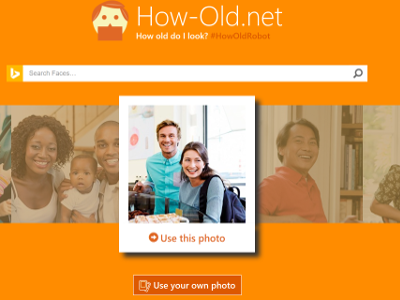 How-Old.net
How old do I look? #HowOldRobot
Search Faces...
Use this photo
Use your own photo